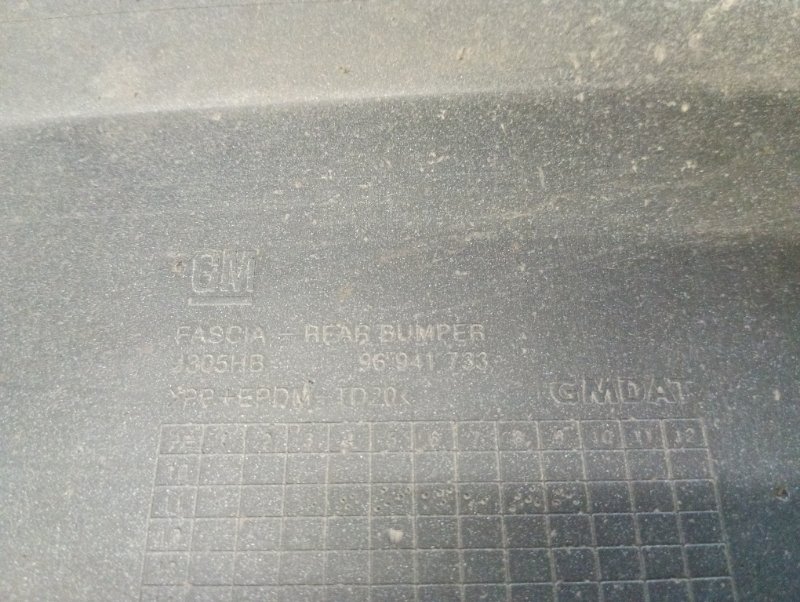 GM
FASCIA - REAR BUMPER
J305HB 96 941 733
>PP+EPDM TD20<
GMDAT
1 2 3 4 5 6 7 8 9 10 11 12
11